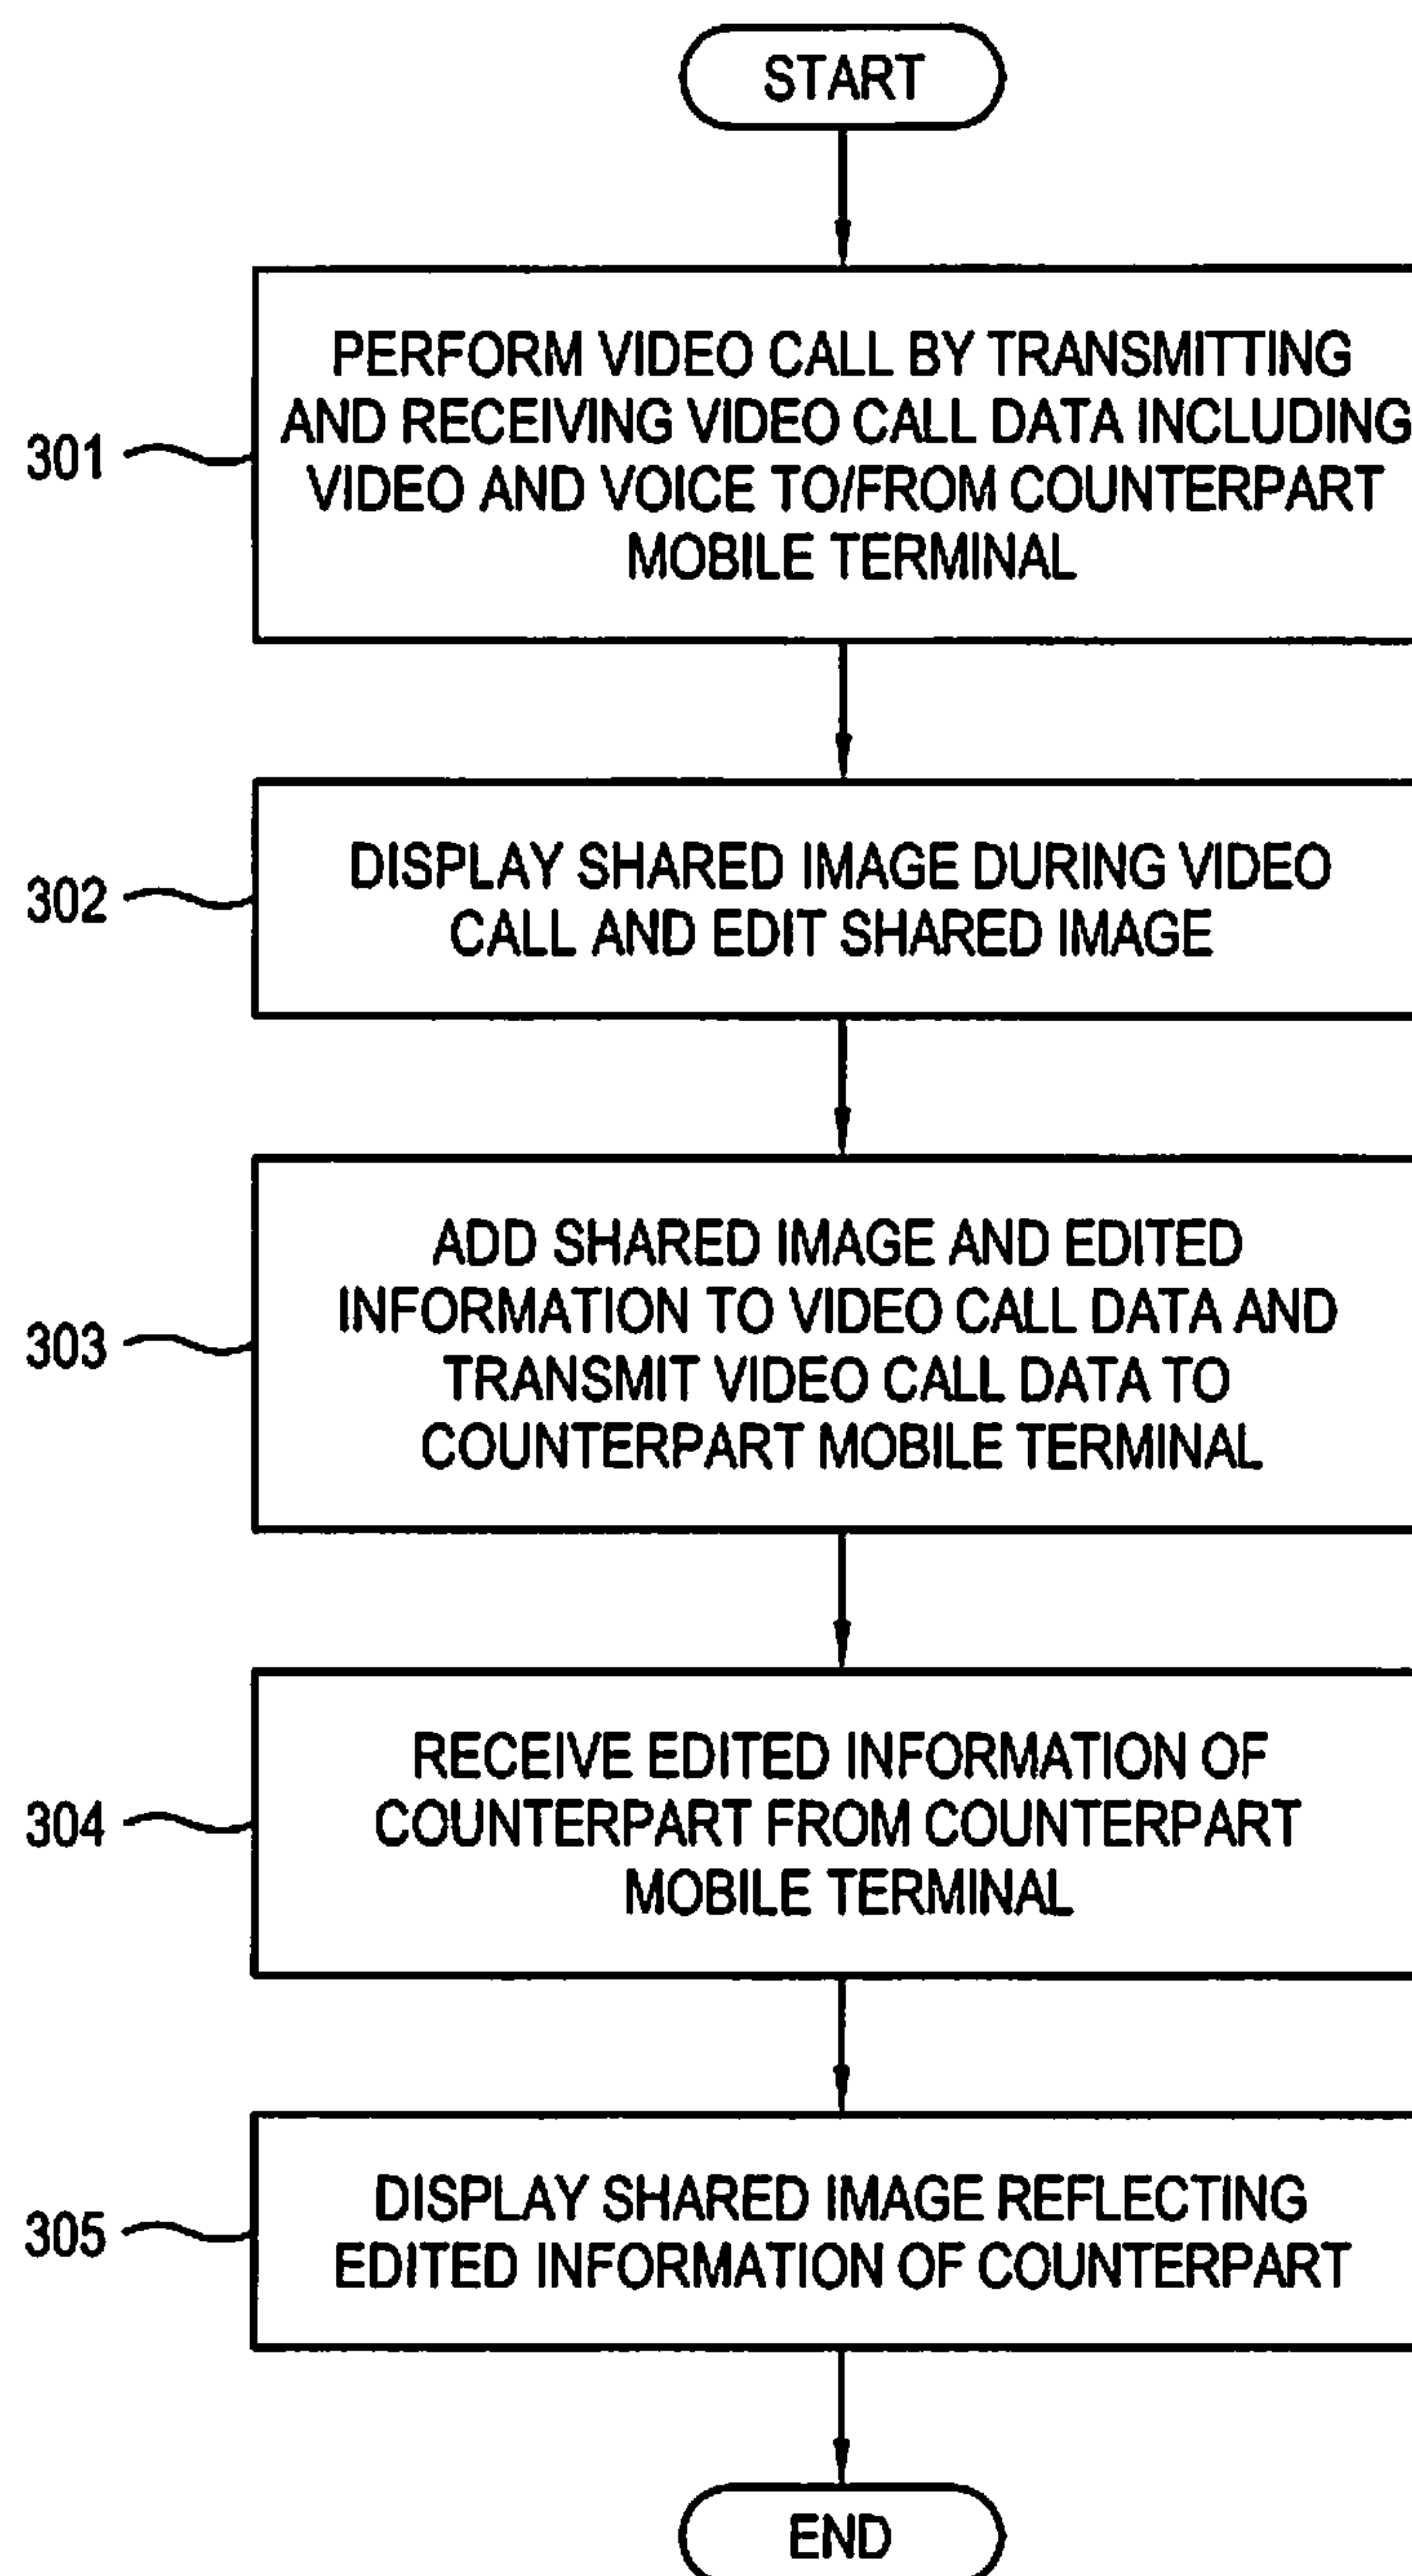 START
301
PERFORM VIDEO CALL BY TRANSMITTING
AND RECEIVING VIDEO CALL DATA INCLUDING
VIDEO AND VOICE TO/FROM COUNTERPART
MOBILE TERMINAL
302
DISPLAY SHARED IMAGE DURING VIDEO
CALL AND EDIT SHARED IMAGE
303
ADD SHARED IMAGE AND EDITED
INFORMATION TO VIDEO CALL DATA AND
TRANSMIT VIDEO CALL DATA TO
COUNTERPART MOBILE TERMINAL
304
RECEIVE EDITED INFORMATION OF
COUNTERPART FROM COUNTERPART
MOBILE TERMINAL
305
DISPLAY SHARED IMAGE REFLECTING
EDITED INFORMATION OF COUNTERPART
END